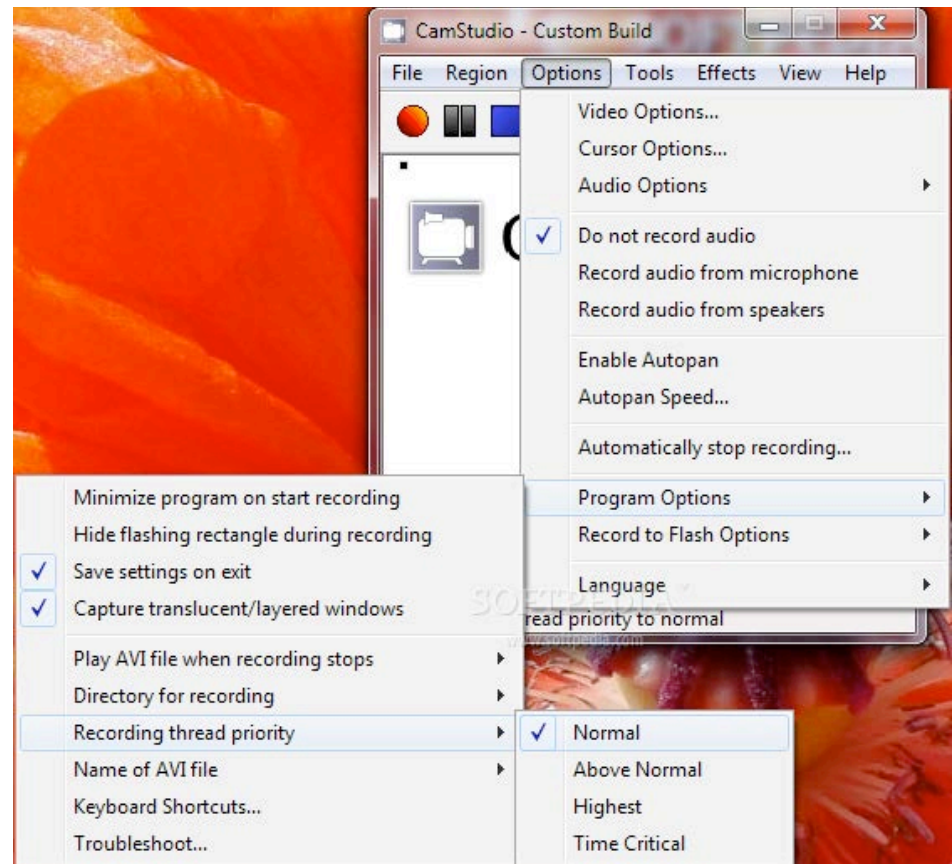 CamStudio - Custom Build
File Region Options Tools Effects View Help
Video Options...
Cursor Options...
Audio Options
Do not record audio
Record audio from microphone
Record audio from speakers
Enable Autopan
Autopan Speed...
Automatically stop recording...
Program Options
Record to Flash Options
Language
read priority to normal
SOFTPEDIA
www.softpedia.com
Minimize program on start recording
Hide flashing rectangle during recording
Save settings on exit
Capture translucent/layered windows
Play AVI file when recording stops
Directory for recording
Recording thread priority
Name of AVI file
Keyboard Shortcuts...
Troubleshoot...
Normal
Above Normal
Highest
Time Critical